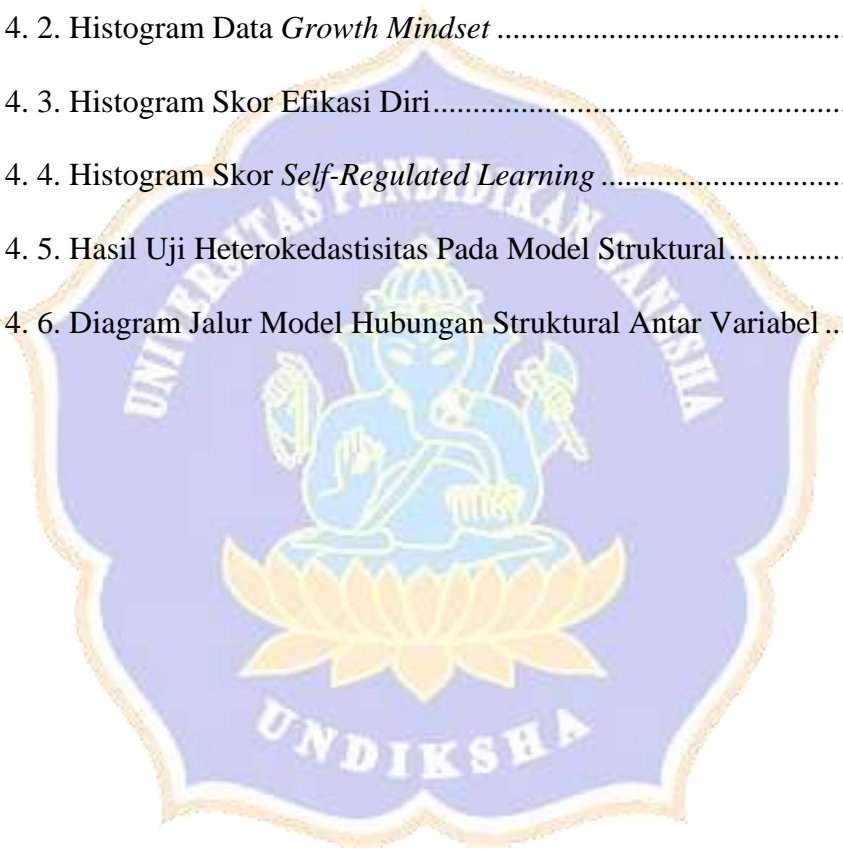 4. 2. Histogram Data Growth Mindset ............................................
4. 3. Histogram Skor Efikasi Diri....................................................
4. 4. Histogram Skor Self-Regulated Learning ...............................
4. 5. Hasil Uji Heterokedastisitas Pada Model Struktural...............
4. 6. Diagram Jalur Model Hubungan Struktural Antar Variabel ...
UNIVERSITAS PENDIDIKAN GANESHA
UNDIKSHA